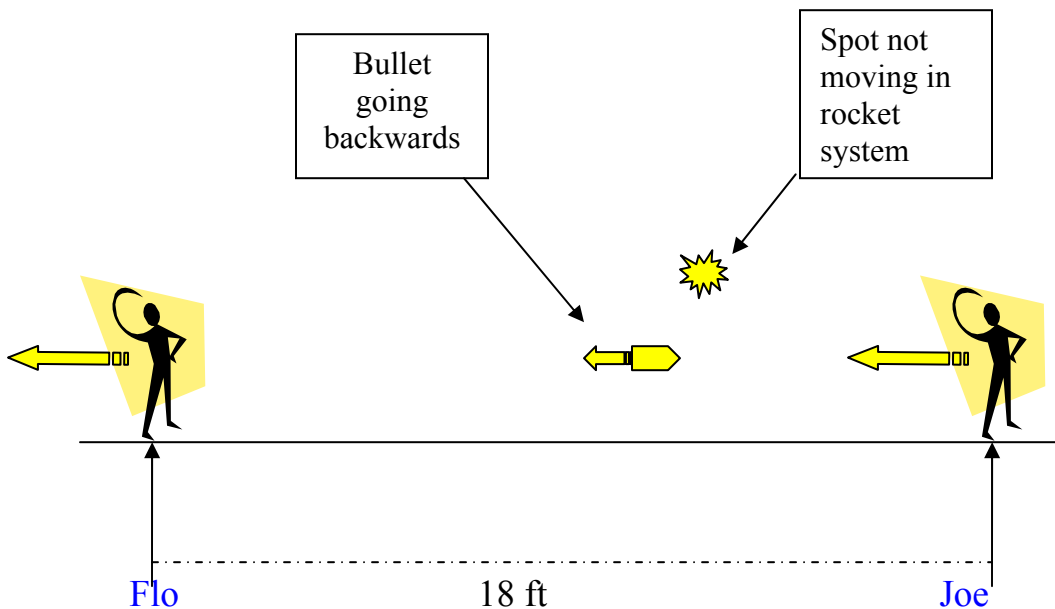 Bullet
going
backwards
Spot not
moving in
rocket
system
Flo
18 ft
Joe